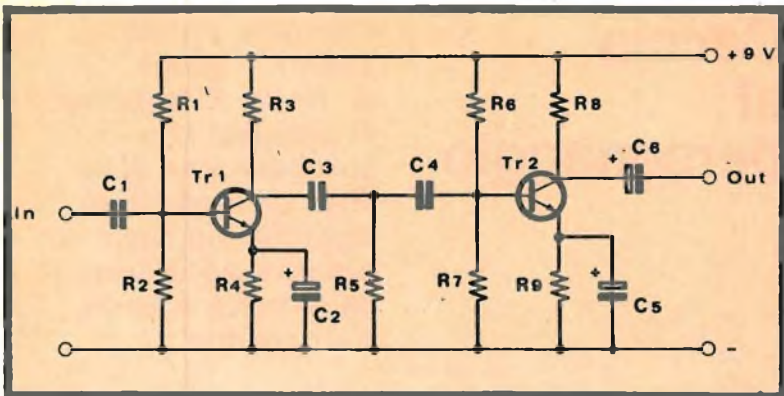 +9 V
R1
R3
R6
R8
C1
Tr1
C3
C4
Tr2
+
C6
In
Out
R2
R4
+
C2
R5
R7
R9
+
C5
-